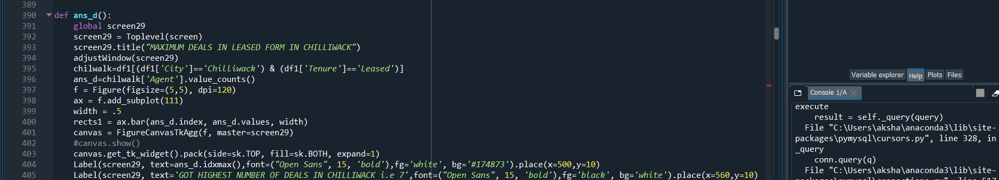 389
390 def ans_d():
391 global screen29
392 screen29 = Toplevel(screen)
393 screen29.title("MAXIMUM DEALS IN LEASED FORM IN CHILLIWACK")
394 adjustWindow(screen29)
395 chilwalk=df1[(df1['City']=='Chilliwack') & (df1['Tenure']=='Leased')]
396 ans_d=chilwalk['Agent'].value_counts()
397 f = Figure(figsize=(5,5), dpi=120)
398 ax = f.add_subplot(111)
399 width = .5
400 rects1 = ax.bar(ans_d.index, ans_d.values, width)
401 canvas = FigureCanvasTkAgg(f, master=screen29)
402 #canvas.show()
403 canvas.get_tk_widget().pack(side=sk.TOP, fill=sk.BOTH, expand=1)
404 Label(screen29, text=ans_d.idxmax(),font=("Open Sans", 15, 'bold'),fg='white', bg='#174873').place(x=500,y=10)
405 Label(screen29, text='GOT HIGHEST NUMBER OF DEALS IN CHILLIWACK i.e 7',font=("Open Sans", 15, 'bold'),fg='black', bg='white').place(x=560,y=10)
Variable explorer Help Plots Files
Console 1/A
execute
result = self._query(query)
File "C:\Users\aksha\anaconda3\lib\site-
packages\pymysql\cursors.py", line 328, in
_query
conn.query(q)
File "C:\Users\aksha\anaconda3\lib\site-
packages\pymysql\connections.py", line 517